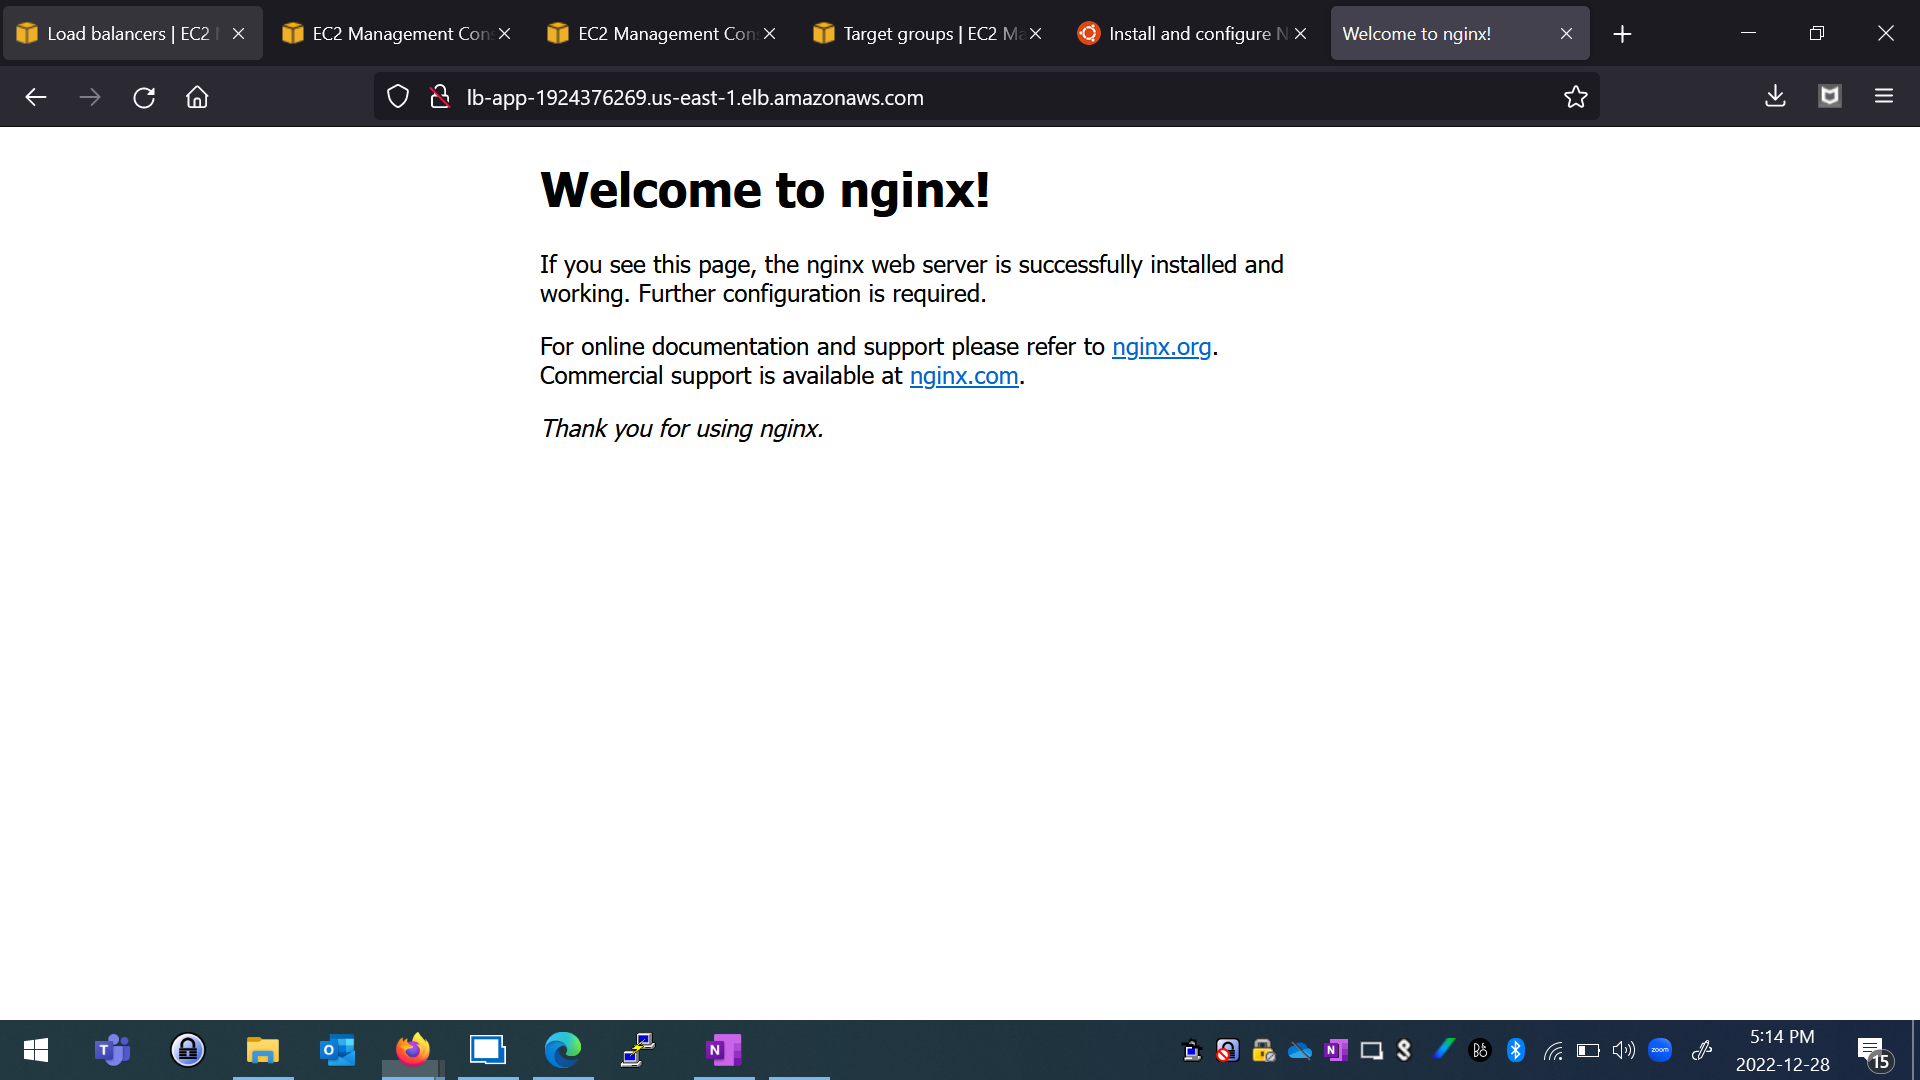 Load balancers | EC2
EC2 Management Con
EC2 Management Con
Target groups | EC2 Ma
Install and configure N
Welcome to nginx!
lb-app-1924376269.us-east-1.elb.amazonaws.com
Welcome to nginx!
If you see this page, the nginx web server is successfully installed and
working. Further configuration is required.
For online documentation and support please refer to nginx.org.
Commercial support is available at nginx.com.
Thank you for using nginx.
zoom
5:14 PM
2022-12-28
15